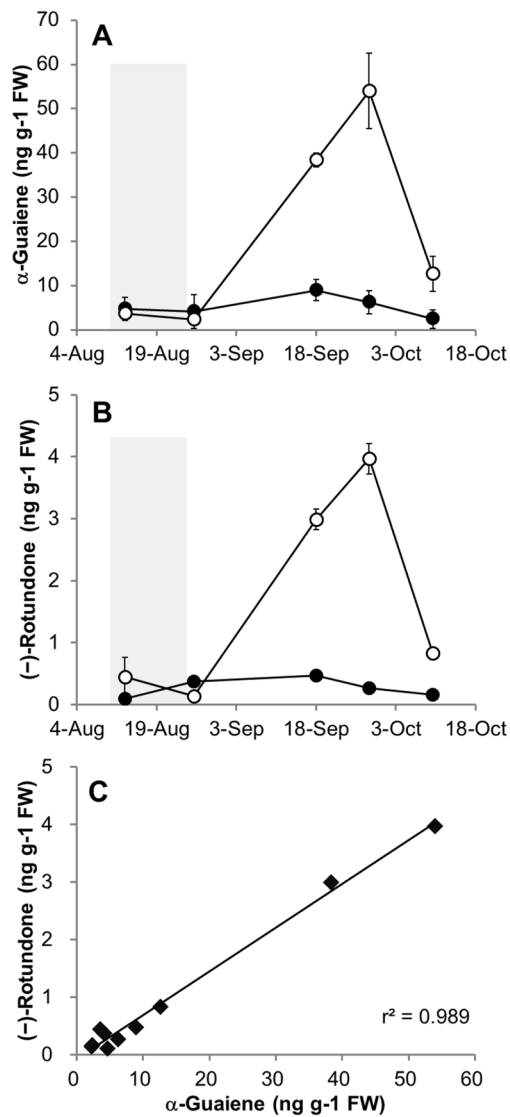 A
α-Guaiene (ng g-1 FW)
70
60
50
40
30
20
10
0
4-Aug 19-Aug 3-Sep 18-Sep 3-Oct 18-Oct
B
(−)-Rotundone (ng g-1 FW)
5
4
3
2
1
0
4-Aug 19-Aug 3-Sep 18-Sep 3-Oct 18-Oct
C
(−)-Rotundone (ng g-1 FW)
5
4
3
2
1
0
r² = 0.989
0 10 20 30 40 50 60
α-Guaiene (ng g-1 FW)